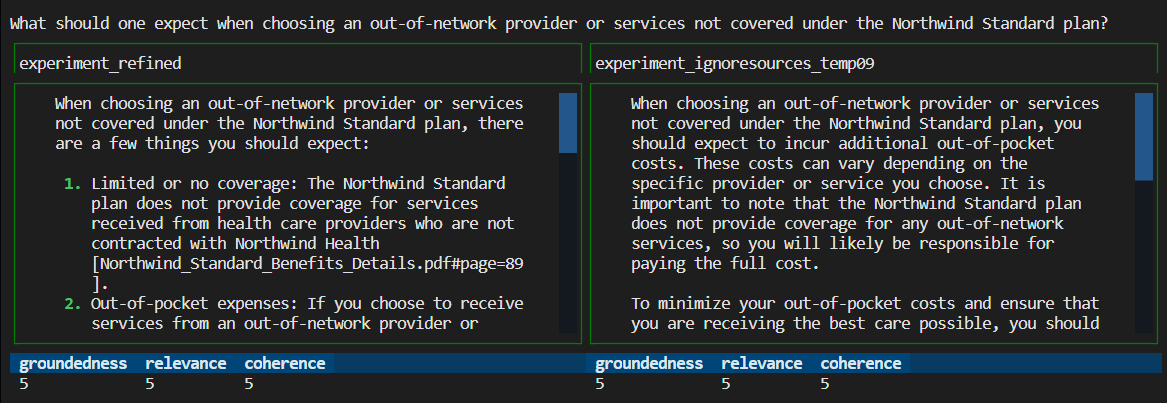 What should one expect when choosing an out-of-network provider or services not covered under the Northwind Standard plan?
experiment_refined
When choosing an out-of-network provider or services
not covered under the Northwind Standard plan, there
are a few things you should expect:
1. Limited or no coverage: The Northwind Standard
plan does not provide coverage for services
received from health care providers who are not
contracted with Northwind Health
[Northwind_Standard_Benefits_Details.pdf#page=89
].
2. Out-of-pocket expenses: If you choose to receive
services from an out-of-network provider or
experiment_ignoresources_temp09
When choosing an out-of-network provider or services
not covered under the Northwind Standard plan, you
should expect to incur additional out-of-pocket
costs. These costs can vary depending on the
specific provider or service you choose. It is
important to note that the Northwind Standard plan
does not provide coverage for any out-of-network
services, so you will likely be responsible for
paying the full cost.
To minimize your out-of-pocket costs and ensure that
you are receiving the best care possible, you should
groundedness relevance coherence
5 5 5
groundedness relevance coherence
5 5 5